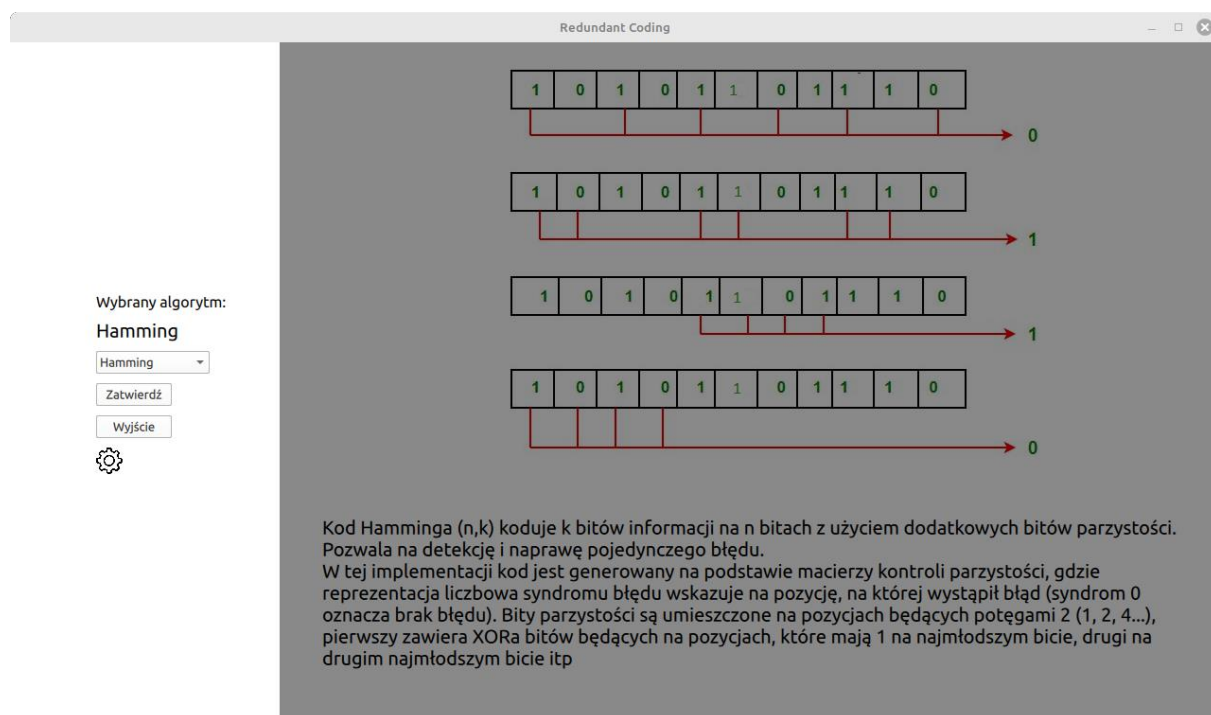 Redundant Coding
1 0 1 0 1 1 0 1 1 1 0
0
1 0 1 0 1 1 0 1 1 1 0
1
Wybrany algorytm:
Hamming
Hamming
Zatwierdź
Wyjście
1 0 1 0 1 1 0 1 1 1 0
1
1 0 1 0 1 1 0 1 1 1 0
0
Kod Hamminga (n,k) koduje k bitów informacji na n bitach z użyciem dodatkowych bitów parzystości.
Pozwala na detekcję i naprawę pojedynczego błędu.
W tej implementacji kod jest generowany na podstawie macierzy kontroli parzystości, gdzie
reprezentacja liczbowa syndromu błędu wskazuje na pozycję, na której wystąpił błąd (syndrom 0
oznacza brak błędu). Bity parzystości są umieszczone na pozycjach będących potęgami 2 (1, 2, 4...),
pierwszy zawiera XORa bitów będących na pozycjach, które mają 1 na najmłodszym bicie, drugi na
drugim najmłodszym bicie itp